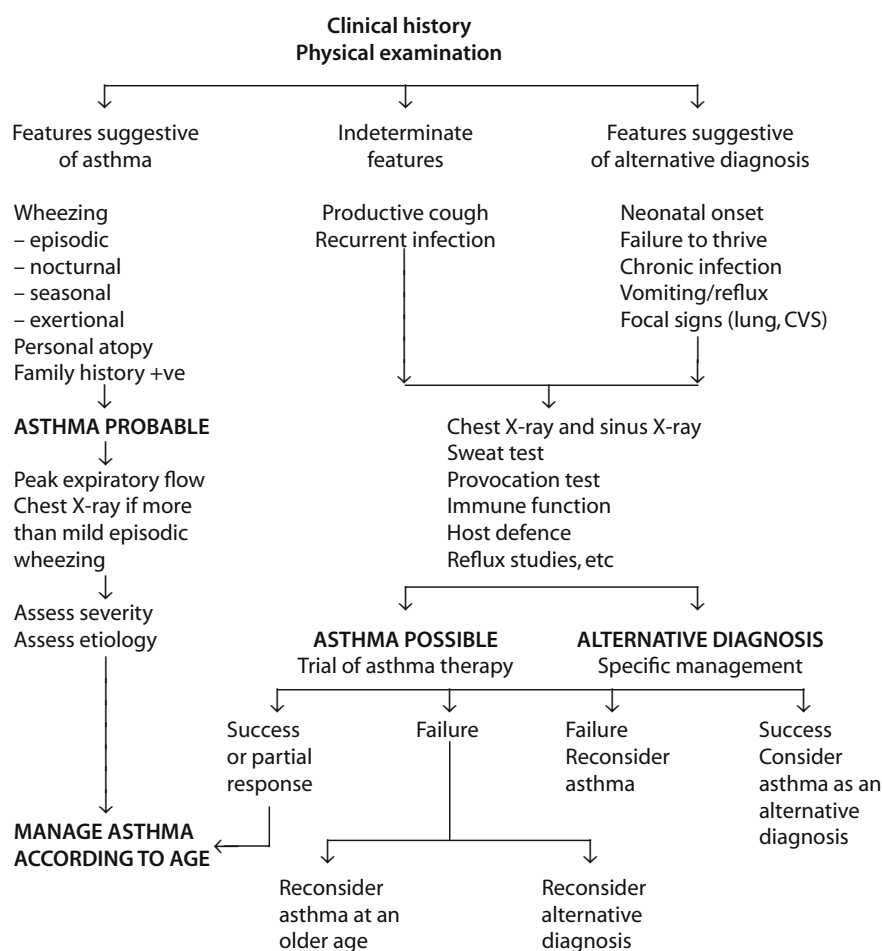 Clinical history
Physical examination
Features suggestive
of asthma
Indeterminate
features
Features suggestive
of alternative diagnosis
Wheezing
– episodic
– nocturnal
– seasonal
– exertional
Personal atopy
Family history +ve
Productive cough
Recurrent infection
Neonatal onset
Failure to thrive
Chronic infection
Vomiting/reflux
Focal signs (lung, CVS)
ASTHMA PROBABLE
Peak expiratory flow
Chest X-ray if more
than mild episodic
wheezing
Chest X-ray and sinus X-ray
Sweat test
Provocation test
Immune function
Host defence
Reflux studies, etc
Assess severity
Assess etiology
ASTHMA POSSIBLE
Trial of asthma therapy
ALTERNATIVE DIAGNOSIS
Specific management
Success
or partial
response
Failure
Failure
Reconsider
asthma
Success
Consider
asthma as an
alternative
diagnosis
MANAGE ASTHMA
ACCORDING TO AGE
Reconsider
asthma at an
older age
Reconsider
alternative
diagnosis